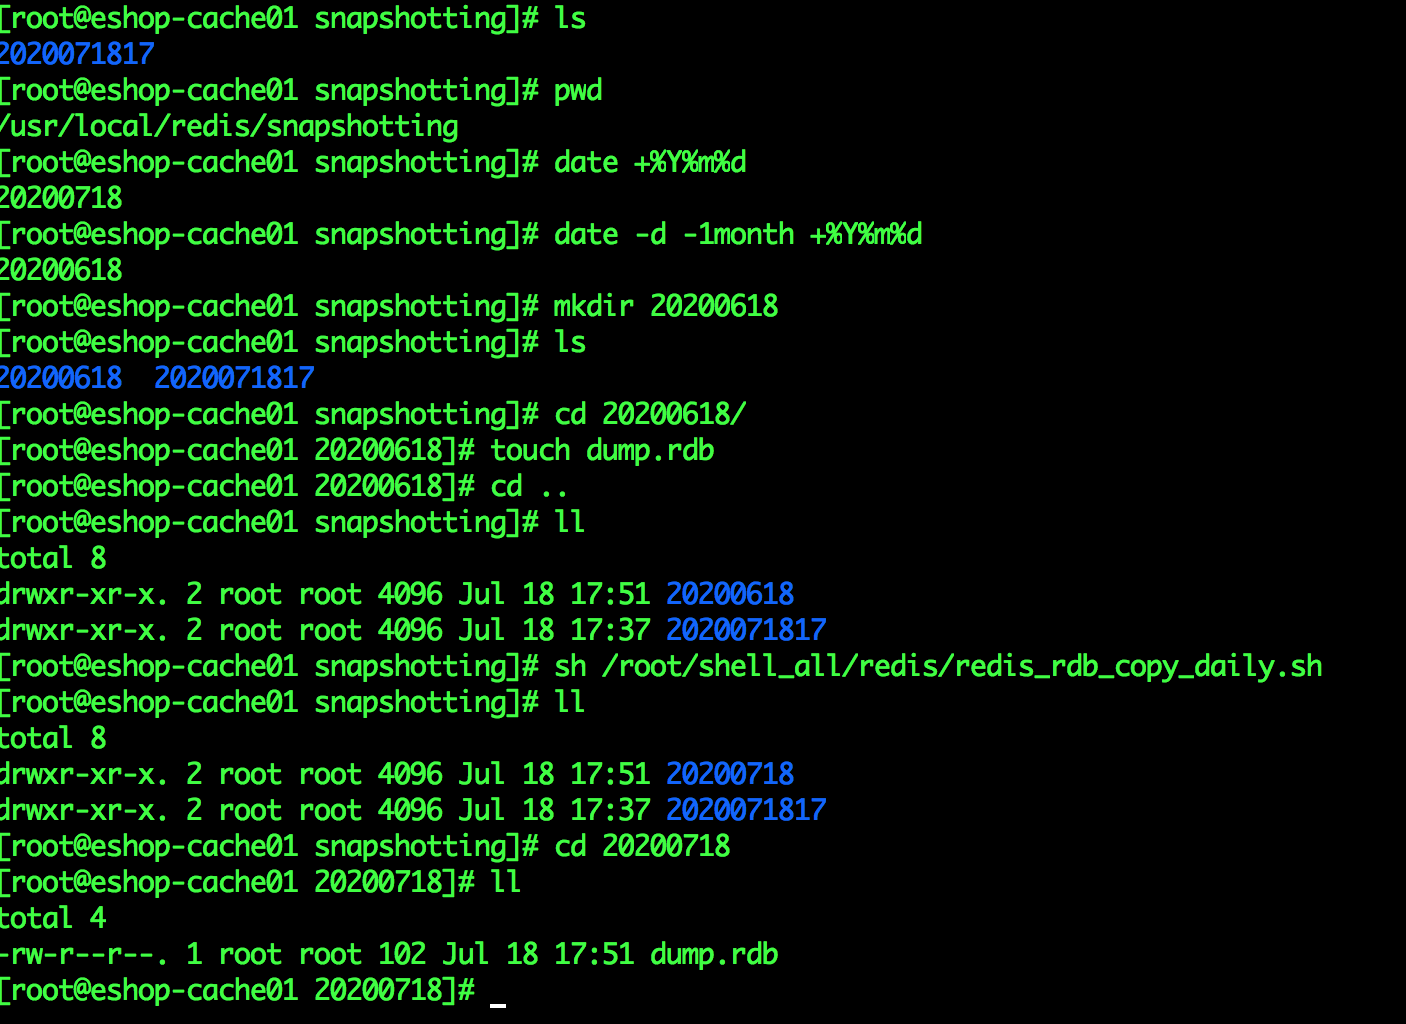 [root@eshop-cache01 snapshotting]# ls
2020071817
[root@eshop-cache01 snapshotting]# pwd
/usr/local/redis/snapshotting
[root@eshop-cache01 snapshotting]# date +%Y%m%d
20200718
[root@eshop-cache01 snapshotting]# date -d -1month +%Y%m%d
20200618
[root@eshop-cache01 snapshotting]# mkdir 20200618
[root@eshop-cache01 snapshotting]# ls
20200618  2020071817
[root@eshop-cache01 snapshotting]# cd 20200618/
[root@eshop-cache01 20200618]# touch dump.rdb
[root@eshop-cache01 20200618]# cd ..
[root@eshop-cache01 snapshotting]# ll
total 8
drwxr-xr-x. 2 root root 4096 Jul 18 17:51 20200618
drwxr-xr-x. 2 root root 4096 Jul 18 17:37 2020071817
[root@eshop-cache01 snapshotting]# sh /root/shell_all/redis/redis_rdb_copy_daily.sh
[root@eshop-cache01 snapshotting]# ll
total 8
drwxr-xr-x. 2 root root 4096 Jul 18 17:51 20200718
drwxr-xr-x. 2 root root 4096 Jul 18 17:37 2020071817
[root@eshop-cache01 snapshotting]# cd 20200718
[root@eshop-cache01 20200718]# ll
total 4
-rw-r--r--. 1 root root 102 Jul 18 17:51 dump.rdb
[root@eshop-cache01 20200718]# _